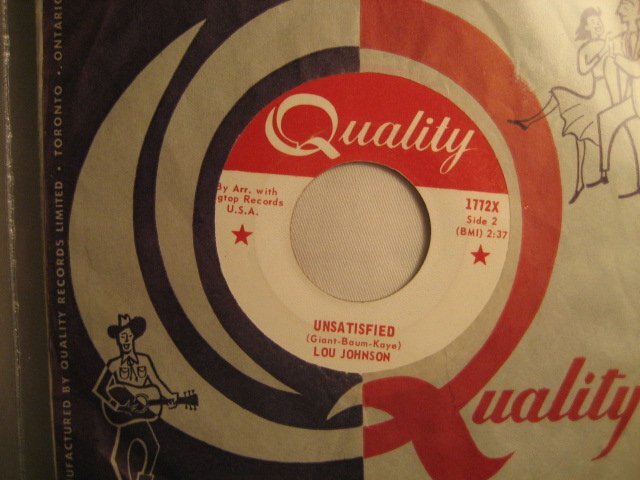 UFACTURED BY QUALITY RECORDS LIMITED • TORONTO • ONTARIO
Quality
By Arr. with
gtop Records
U.S.A.
1772X
Side 2
(BMI) 2:37
UNSATISFIED
(Giant-Baum-Kaye)
LOU JOHNSON
Quality